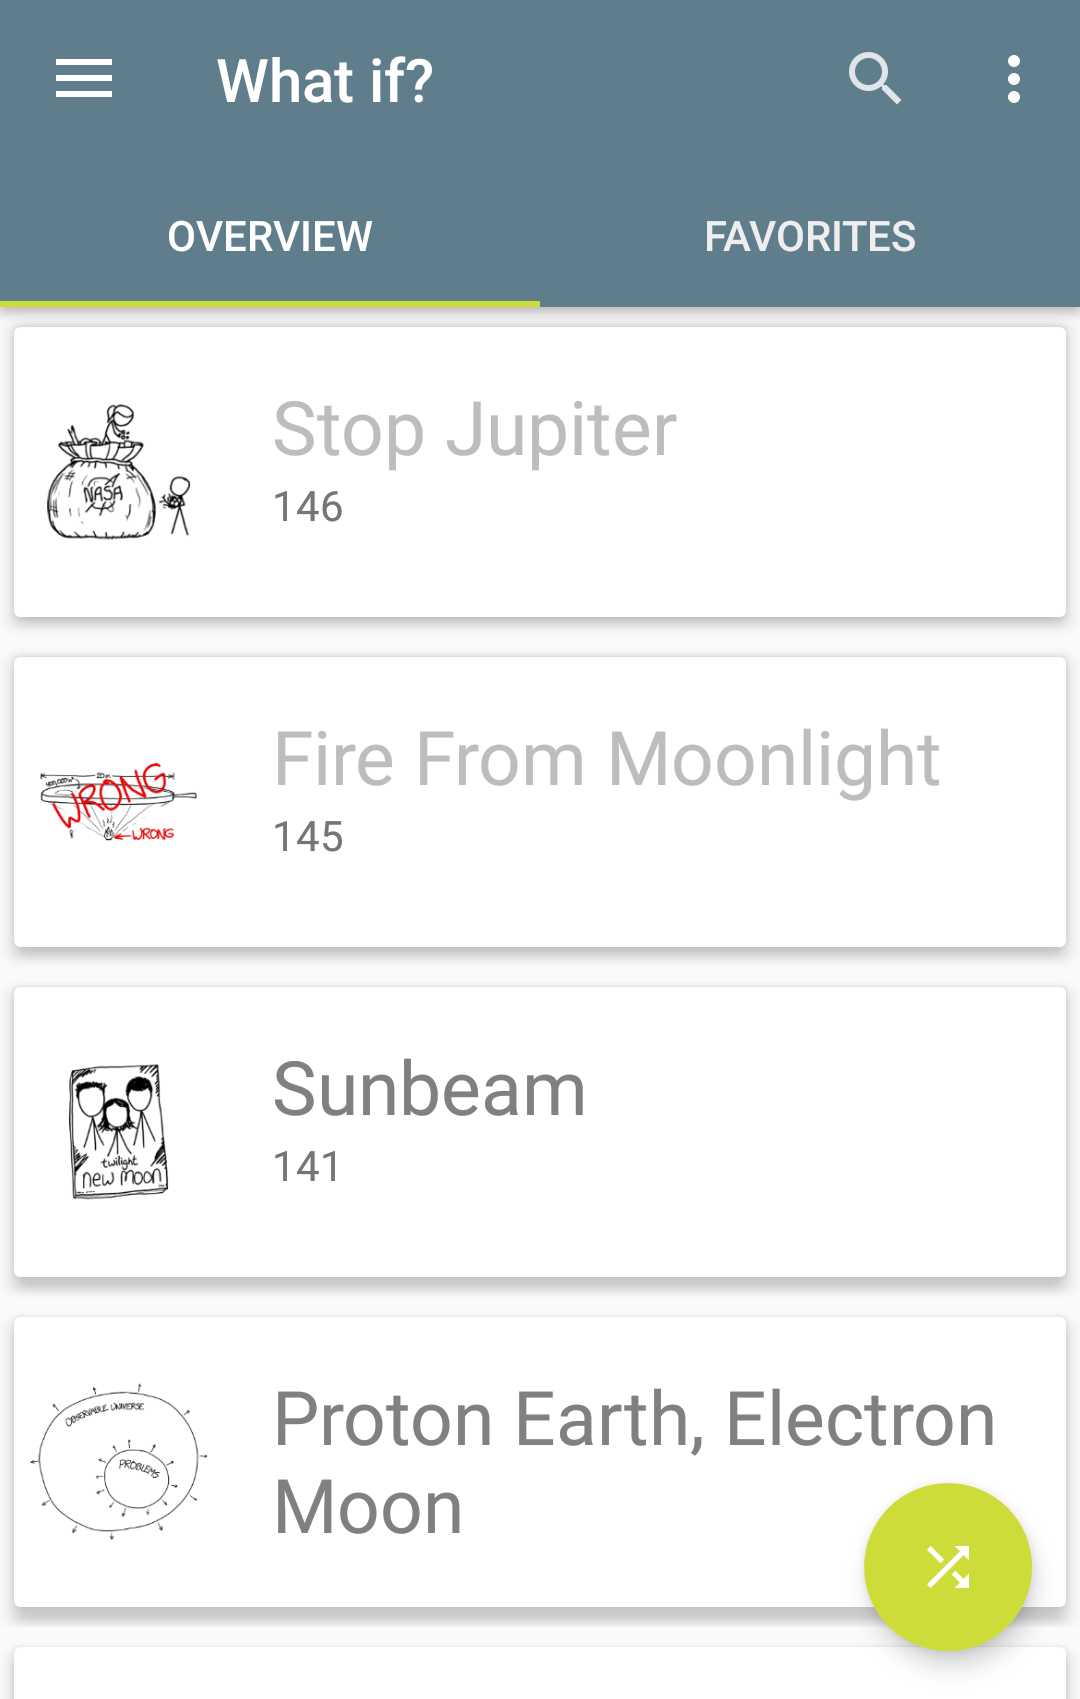 What if?
OVERVIEW
FAVORITES
Stop Jupiter
146
NASA
Fire From Moonlight
145
20m
WRONG
WRONG
Sunbeam
141
twilight
new moon
Proton Earth, Electron
Moon
OBSERVABLE UNIVERSE
PROBLEMS